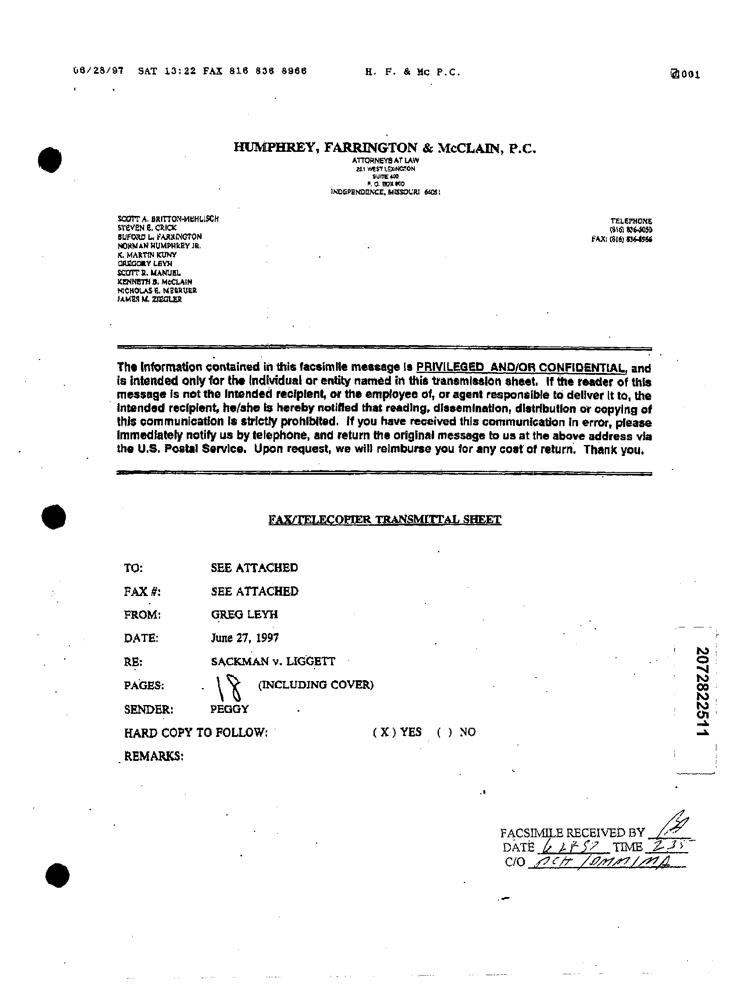 06/28/97 SAT 13:22 FAX 816 836 8966 H. F. & Mc P.C. 001
HUMPHREY, FARRINGTON & McCLAIN, P.C.
ATTORNEYS AT LAW
221 WEST LEXINGTON
SUITE 400
P. O. BOX 900
INDEPENDENCE, MISSOURI 64051
SCOTT A. BRITTON-MEHLISCH
STEVEN E. CRICK
BUFORD L. FARRINGTON
NORMAN HUMPHREY JR.
K. MARTIN KUNY
GREGORY LEYH
SCOTT R. MANUEL
KENNETH B. McCLAIN
NICHOLAS E. MEBRUER
JAMES M. ZIEGLER
TELEPHONE
(816) 836-5050
FAX: (816) 836-8966
The information contained in this facsimile message is PRIVILEGED AND/OR CONFIDENTIAL, and
is intended only for the individual or entity named in this transmission sheet. If the reader of this
message is not the intended recipient, or the employee of, or agent responsible to deliver it to, the
intended recipient, he/she is hereby notified that reading, dissemination, distribution or copying of
this communication is strictly prohibited. If you have received this communication in error, please
immediately notify us by telephone, and return the original message to us at the above address via
the U.S. Postal Service. Upon request, we will reimburse you for any cost of return. Thank you.
FAX/TELECOPIER TRANSMITTAL SHEET
TO: SEE ATTACHED
FAX #: SEE ATTACHED
FROM: GREG LEYH
DATE: June 27, 1997
RE: SACKMAN v. LIGGETT
PAGES: 18 (INCLUDING COVER)
SENDER: PEGGY
HARD COPY TO FOLLOW: (X) YES ( ) NO
REMARKS:
2072822511
FACSIMILE RECEIVED BY
DATE TIME 235
C/O